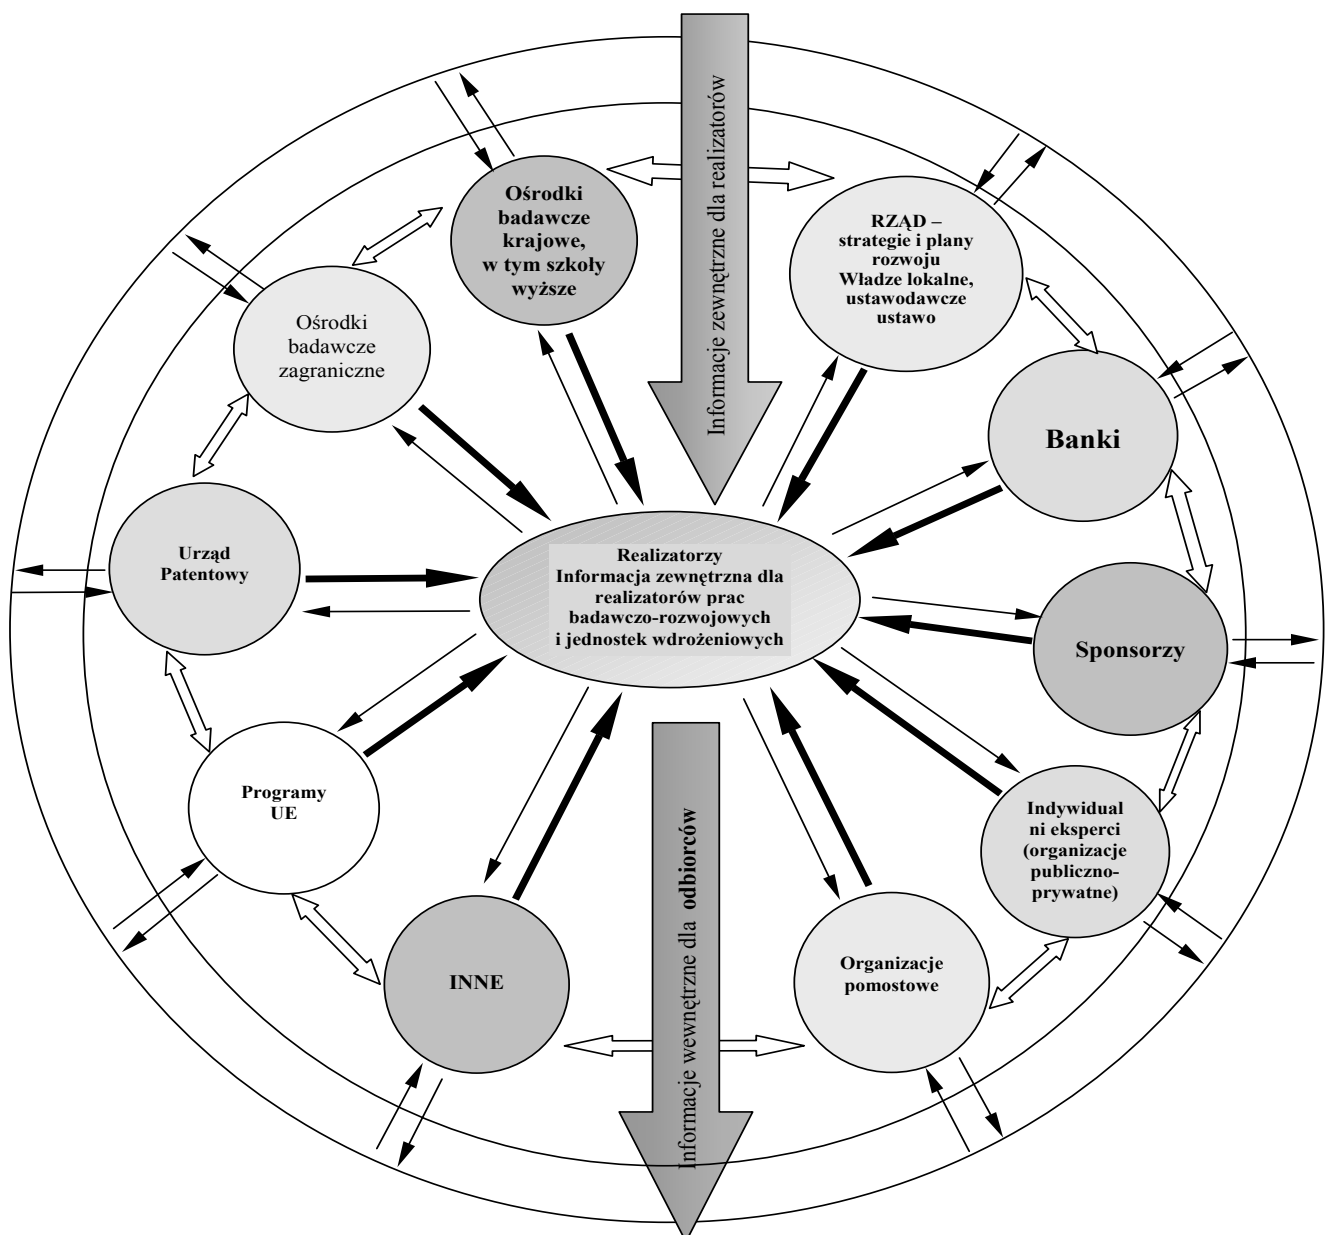 Informacje zewnętrzne dla realizatorów
Ośrodki
badawcze
krajowe,
w tym szkoły
wyższe
RZĄD –
strategie i plany
rozwoju
Władze lokalne,
ustawodawcze
ustawo
Ośrodki
badawcze
zagraniczne
Banki
Urząd
Patentowy
Realizatorzy
Informacja zewnętrzna dla
realizatorów prac
badawczo-rozwojowych
i jednostek wdrożeniowych
Sponsorzy
Programy
UE
Indywidual
ni eksperci
(organizacje
publiczno-
prywatne)
INNE
Organizacje
pomostowe
Informacje wewnętrzne dla odbiorców